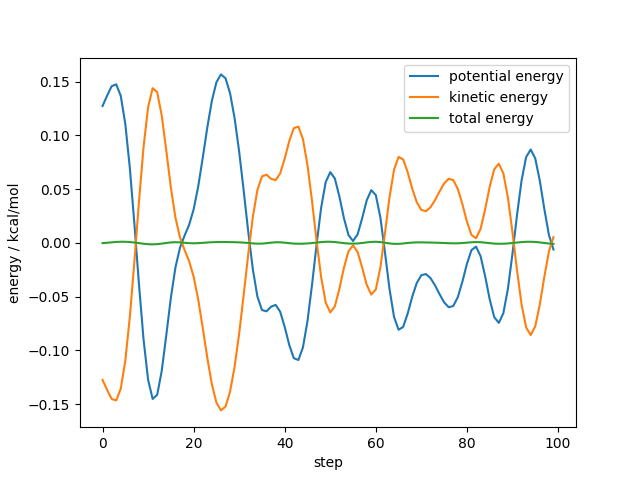 potential energy
kinetic energy
total energy
0.15
0.10
0.05
0.00
−0.05
−0.10
−0.15
energy / kcal/mol
0 20 40 60 80 100
step